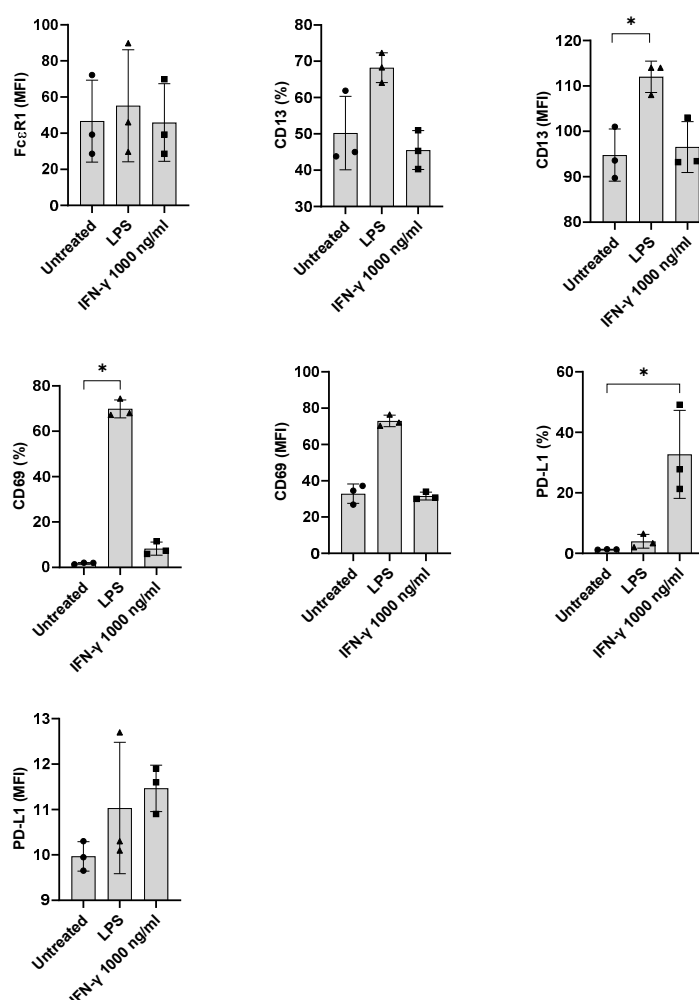 FcεR1 (MFI)
100
80
60
40
20
0
Untreated
LPS
IFN-γ 1000 ng/ml
CD13 (%)
80
70
60
50
40
30
Untreated
LPS
IFN-γ 1000 ng/ml
CD13 (MFI)
120
110
100
90
80
*
Untreated
LPS
IFN-γ 1000 ng/ml
CD69 (%)
80
60
40
20
0
*
Untreated
LPS
IFN-γ 1000 ng/ml
CD69 (MFI)
100
80
60
40
20
0
Untreated
LPS
IFN-γ 1000 ng/ml
PD-L1 (%)
60
40
20
0
*
Untreated
LPS
IFN-γ 1000 ng/ml
PD-L1 (MFI)
13
12
11
10
9
Untreated
LPS
IFN-γ 1000 ng/ml